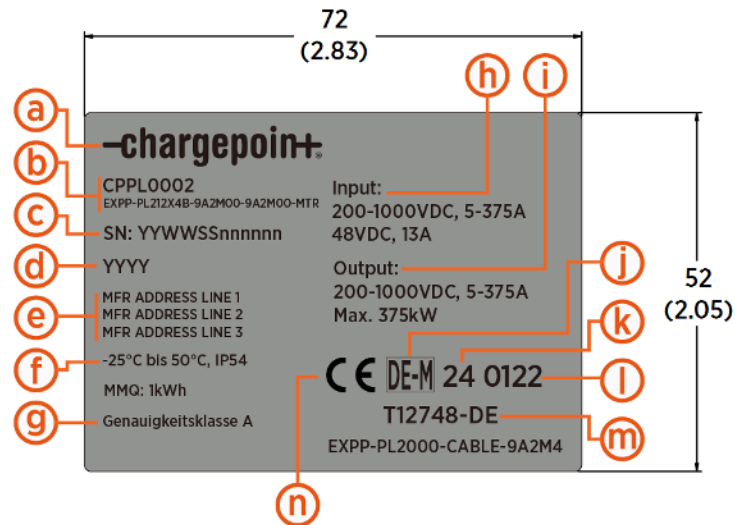 72
(2.83)
h
i
a
-chargepoint
b
CPPL0002
EXPP-PL212X4B-9A2M00-9A2M00-MTR
Input:
200-1000VDC, 5-375A
48VDC, 13A
c
SN: YYWWSSnnnnnn
d
YYYY
Output:
200-1000VDC, 5-375A
Max. 375kW
j
52
(2.05)
e
MFR ADDRESS LINE 1
MFR ADDRESS LINE 2
MFR ADDRESS LINE 3
k
f
-25°C bis 50°C, IP54
CE DE-M 24 0122
l
MMQ: 1kWh
g
Genauigkeitsklasse A
T12748-DE
m
EXPP-PL2000-CABLE-9A2M4
n